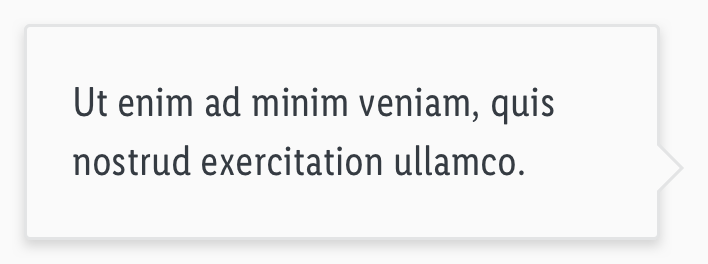 Ut enim ad minim veniam, quis
nostrud exercitation ullamco.